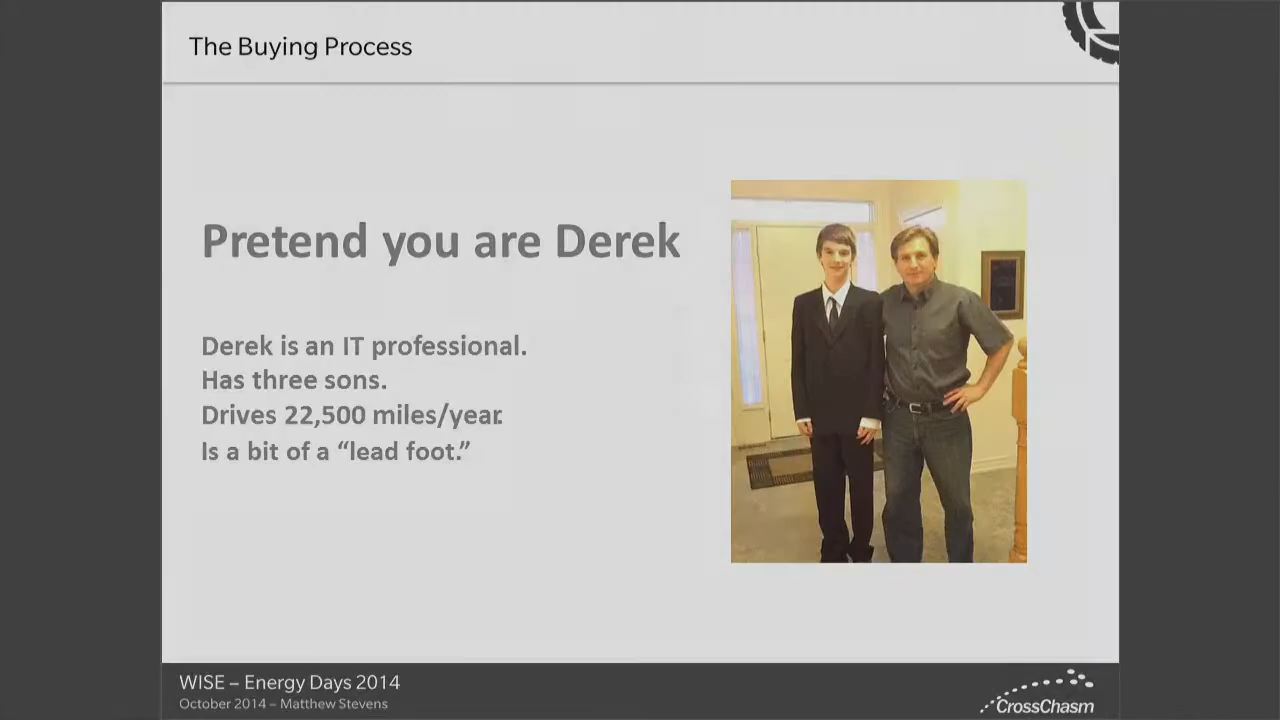 The Buying Process
Pretend you are Derek
Derek is an IT professional.
Has three sons.
Drives 22,500 miles/year.
Is a bit of a “lead foot.”
WISE – Energy Days 2014
October 2014 – Matthew Stevens
CrossChasm